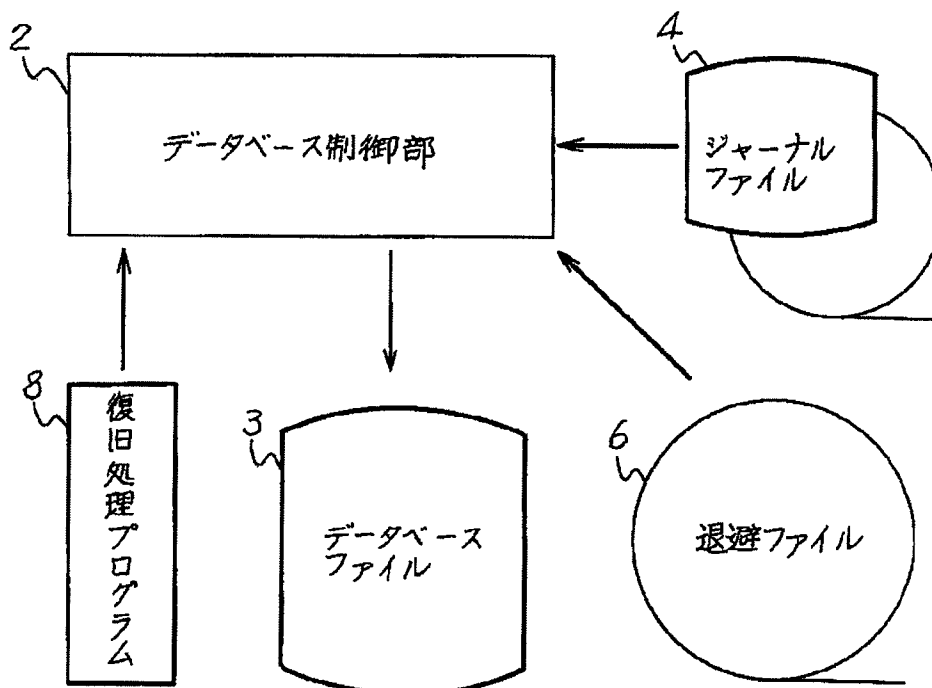 2
データベース制御部
4
ジャーナル
ファイル
8
復旧処理プログラム
3
データベース
ファイル
6
退避ファイル